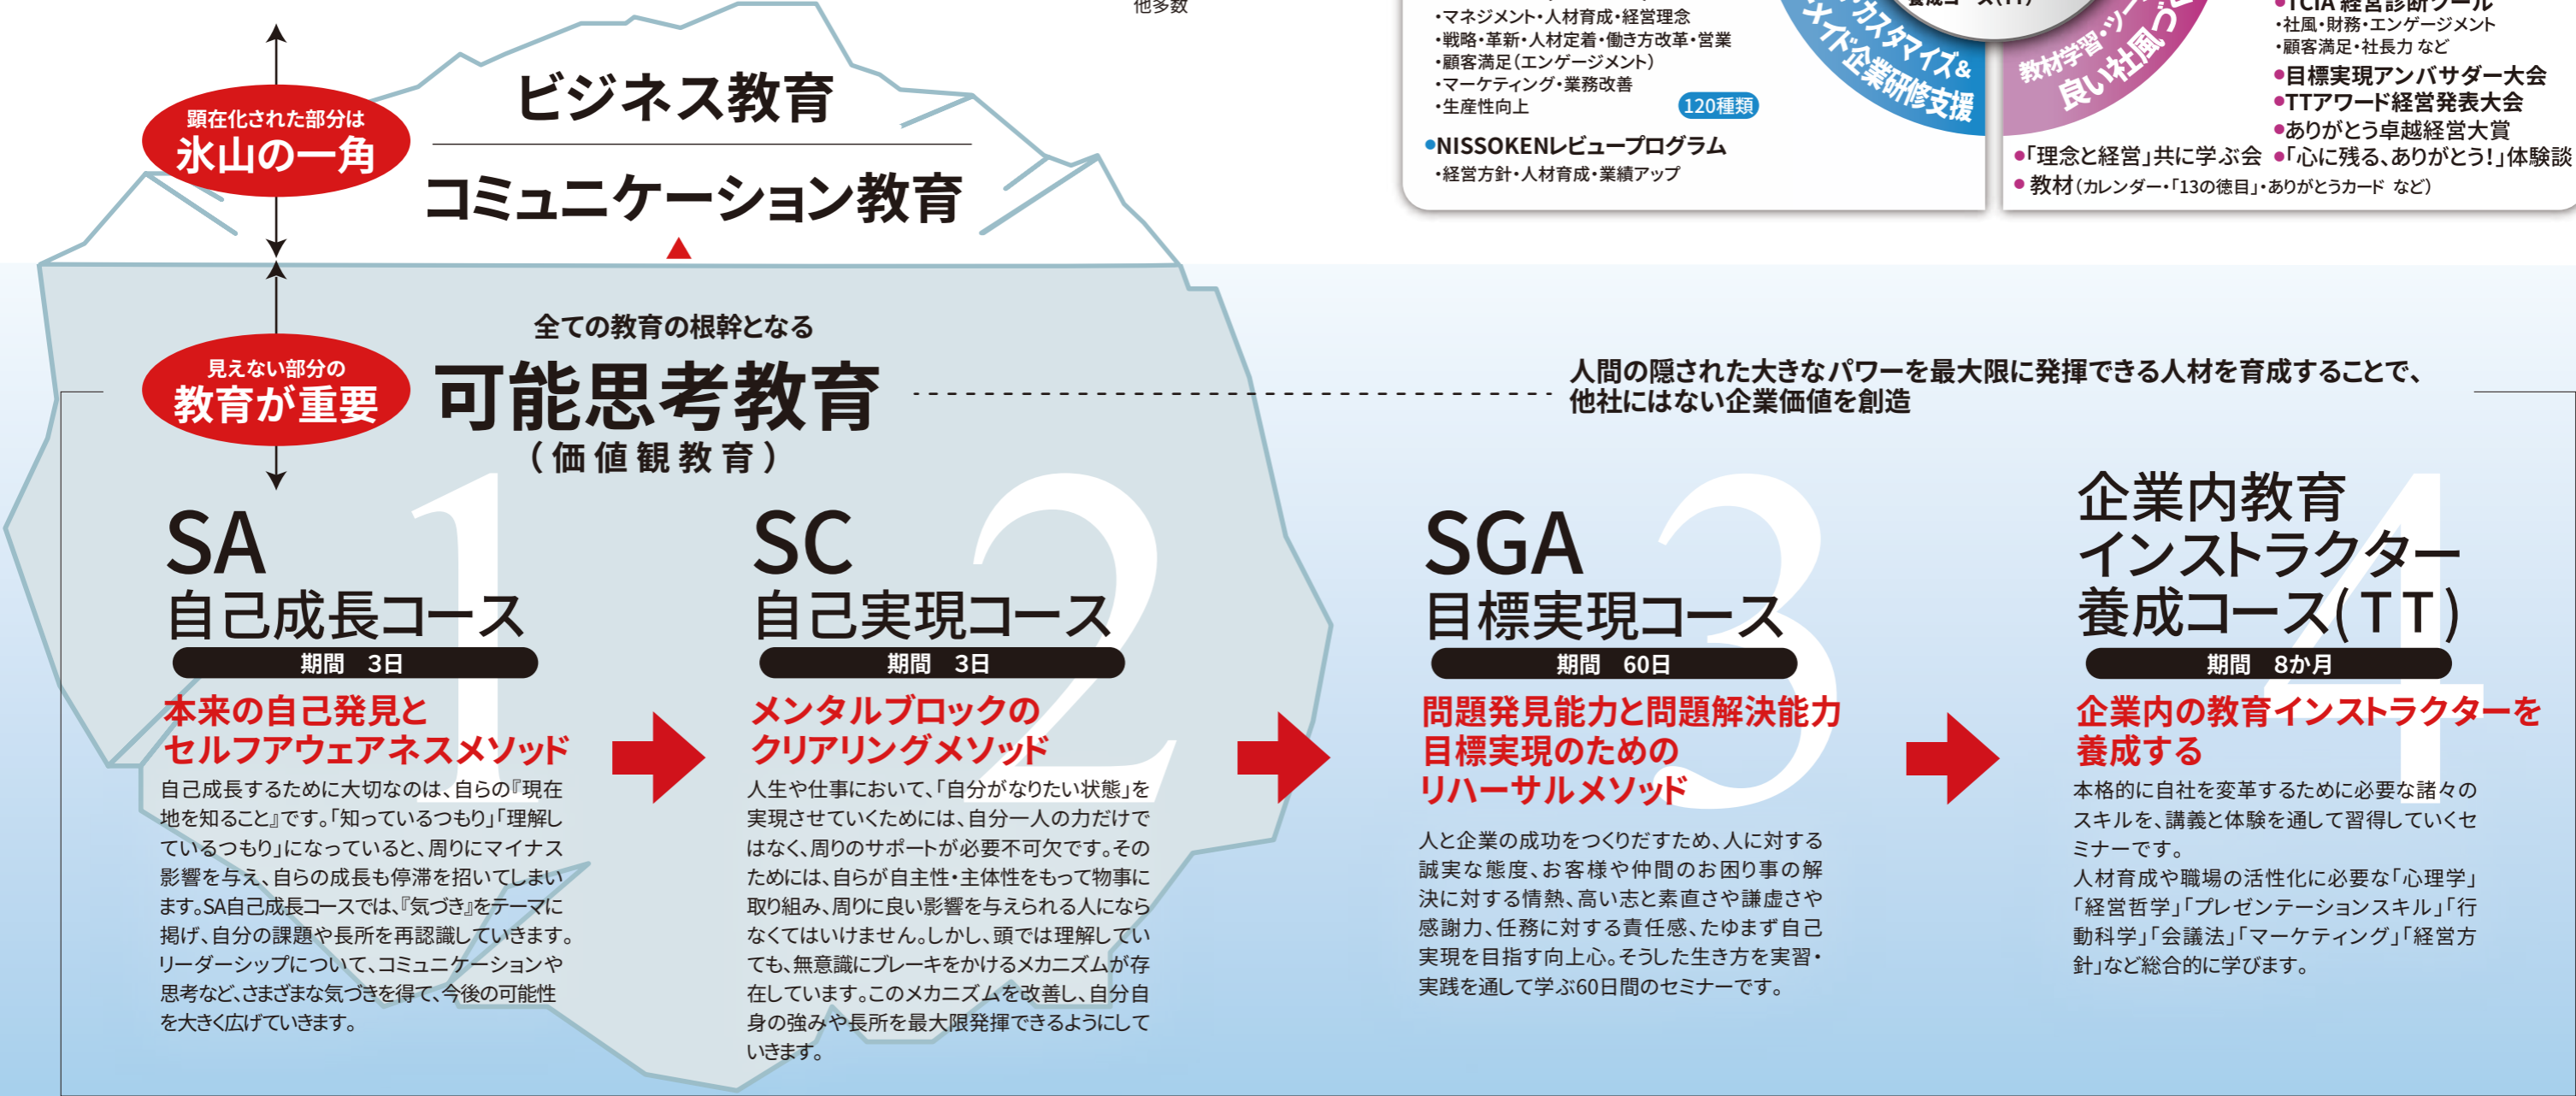 他多数
・マネジメント・人材育成・経営理念
・戦略・革新・人材定着・働き方改革・営業
・顧客満足（エンゲージメント）
・マーケティング・業務改善
・生産性向上
120種類
●NISSOKENレビュープログラム
・経営方針・人材育成・業績アップ
養成コース（TT）
カスタマイズ&
メイド企業研修支援
教材学習・ツー
良い社風づ
●TCIA 経営診断ツール
・社風・財務・エンゲージメント
・顧客満足・社長力 など
●目標実現アンバサダー大会
●TTアワード経営発表大会
●ありがとう卓越経営大賞
●「理念と経営」共に学ぶ会 ●「心に残る、ありがとう！」体験談
● 教材（カレンダー・「13の徳目」・ありがとうカード など）
顕在化された部分は
氷山の一角
ビジネス教育
コミュニケーション教育
▲
見えない部分の
教育が重要
全ての教育の根幹となる
可能思考教育
（価値観教育）
人間の隠された大きなパワーを最大限に発揮できる人材を育成することで、
他社にはない企業価値を創造
1
SA
自己成長コース
期間 3日
本来の自己発見と
セルフアウェアネスメソッド
自己成長するために大切なのは、自らの『現在
地を知ること』です。「知っているつもり」「理解し
ているつもり」になっていると、周りにマイナス
影響を与え、自らの成長も停滞を招いてしまい
ます。SA自己成長コースでは、『気づき』をテーマに
掲げ、自分の課題や長所を再認識していきます。
リーダーシップについて、コミュニケーションや
思考など、さまざまな気づきを得て、今後の可能性
を大きく広げていきます。
2
SC
自己実現コース
期間 3日
メンタルブロックの
クリアリングメソッド
人生や仕事において、「自分がなりたい状態」を
実現させていくためには、自分一人の力だけで
はなく、周りのサポートが必要不可欠です。その
ためには、自らが自主性・主体性をもって物事に
取り組み、周りに良い影響を与えられる人になら
なくてはいけません。しかし、頭では理解してい
ても、無意識にブレーキをかけるメカニズムが存
在しています。このメカニズムを改善し、自分自
身の強みや長所を最大限発揮できるようにして
いきます。
3
SGA
目標実現コース
期間 60日
問題発見能力と問題解決能力
目標実現のための
リハーサルメソッド
人と企業の成功をつくりだすため、人に対する
誠実な態度、お客様や仲間のお困り事の解
決に対する情熱、高い志と素直さや謙虚さや
感謝力、任務に対する責任感、たゆまず自己
実現を目指す向上心。そうした生き方を実習・
実践を通して学ぶ60日間のセミナーです。
4
企業内教育
インストラクター
養成コース(TT)
期間 8か月
企業内の教育インストラクターを
養成する
本格的に自社を変革するために必要な諸々の
スキルを、講義と体験を通して習得していくセ
ミナーです。
人材育成や職場の活性化に必要な「心理学」
「経営哲学」「プレゼンテーションスキル」「行
動科学」「会議法」「マーケティング」「経営方
針」など総合的に学びます。